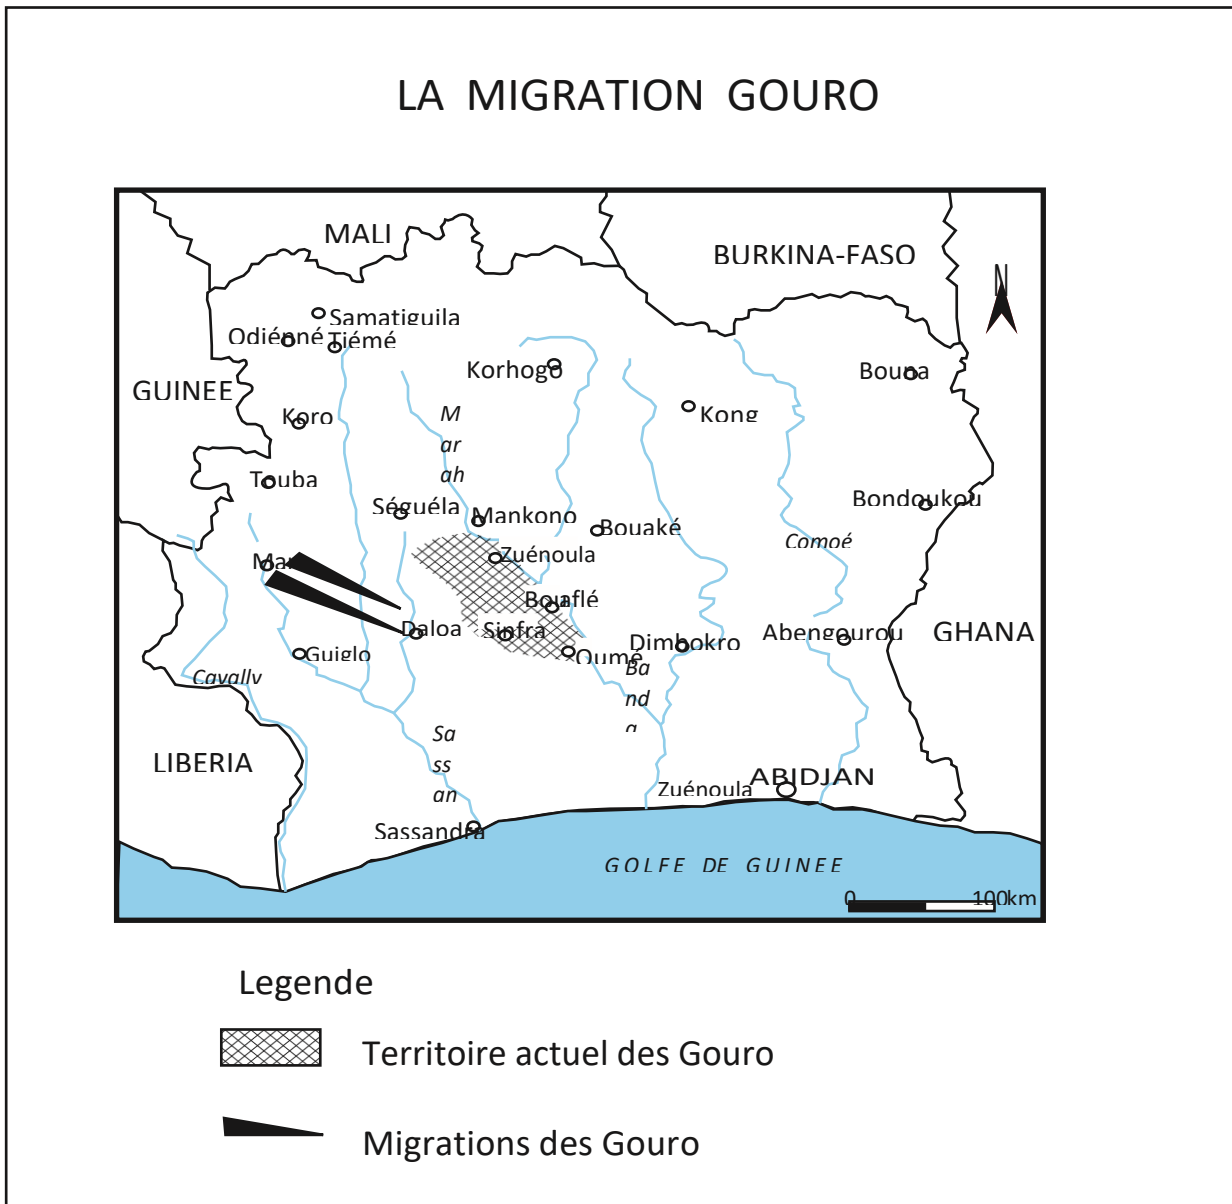 LA MIGRATION GOURO
MALI
BURKINA-FASO
N
Samatiguila
Odiénné
Tiémé
Korhogo
Bouna
GUINEE
Koro
M
ar
ah
Kong
Touba
Séguéla
Mankono
Bouaké
Bondoukou
Comoé
Man
Zuénoula
Bouaflé
Daloa
Sinfra
Dimbokro
Abengourou
GHANA
Guiglo
Oumé
Cavally
Ba
nd
a
LIBERIA
Sa
ss
an
Zuénoula
ABIDJAN
Sassandra
GOLFE DE GUINEE
0 100km
Legende
Territoire actuel des Gouro
Migrations des Gouro